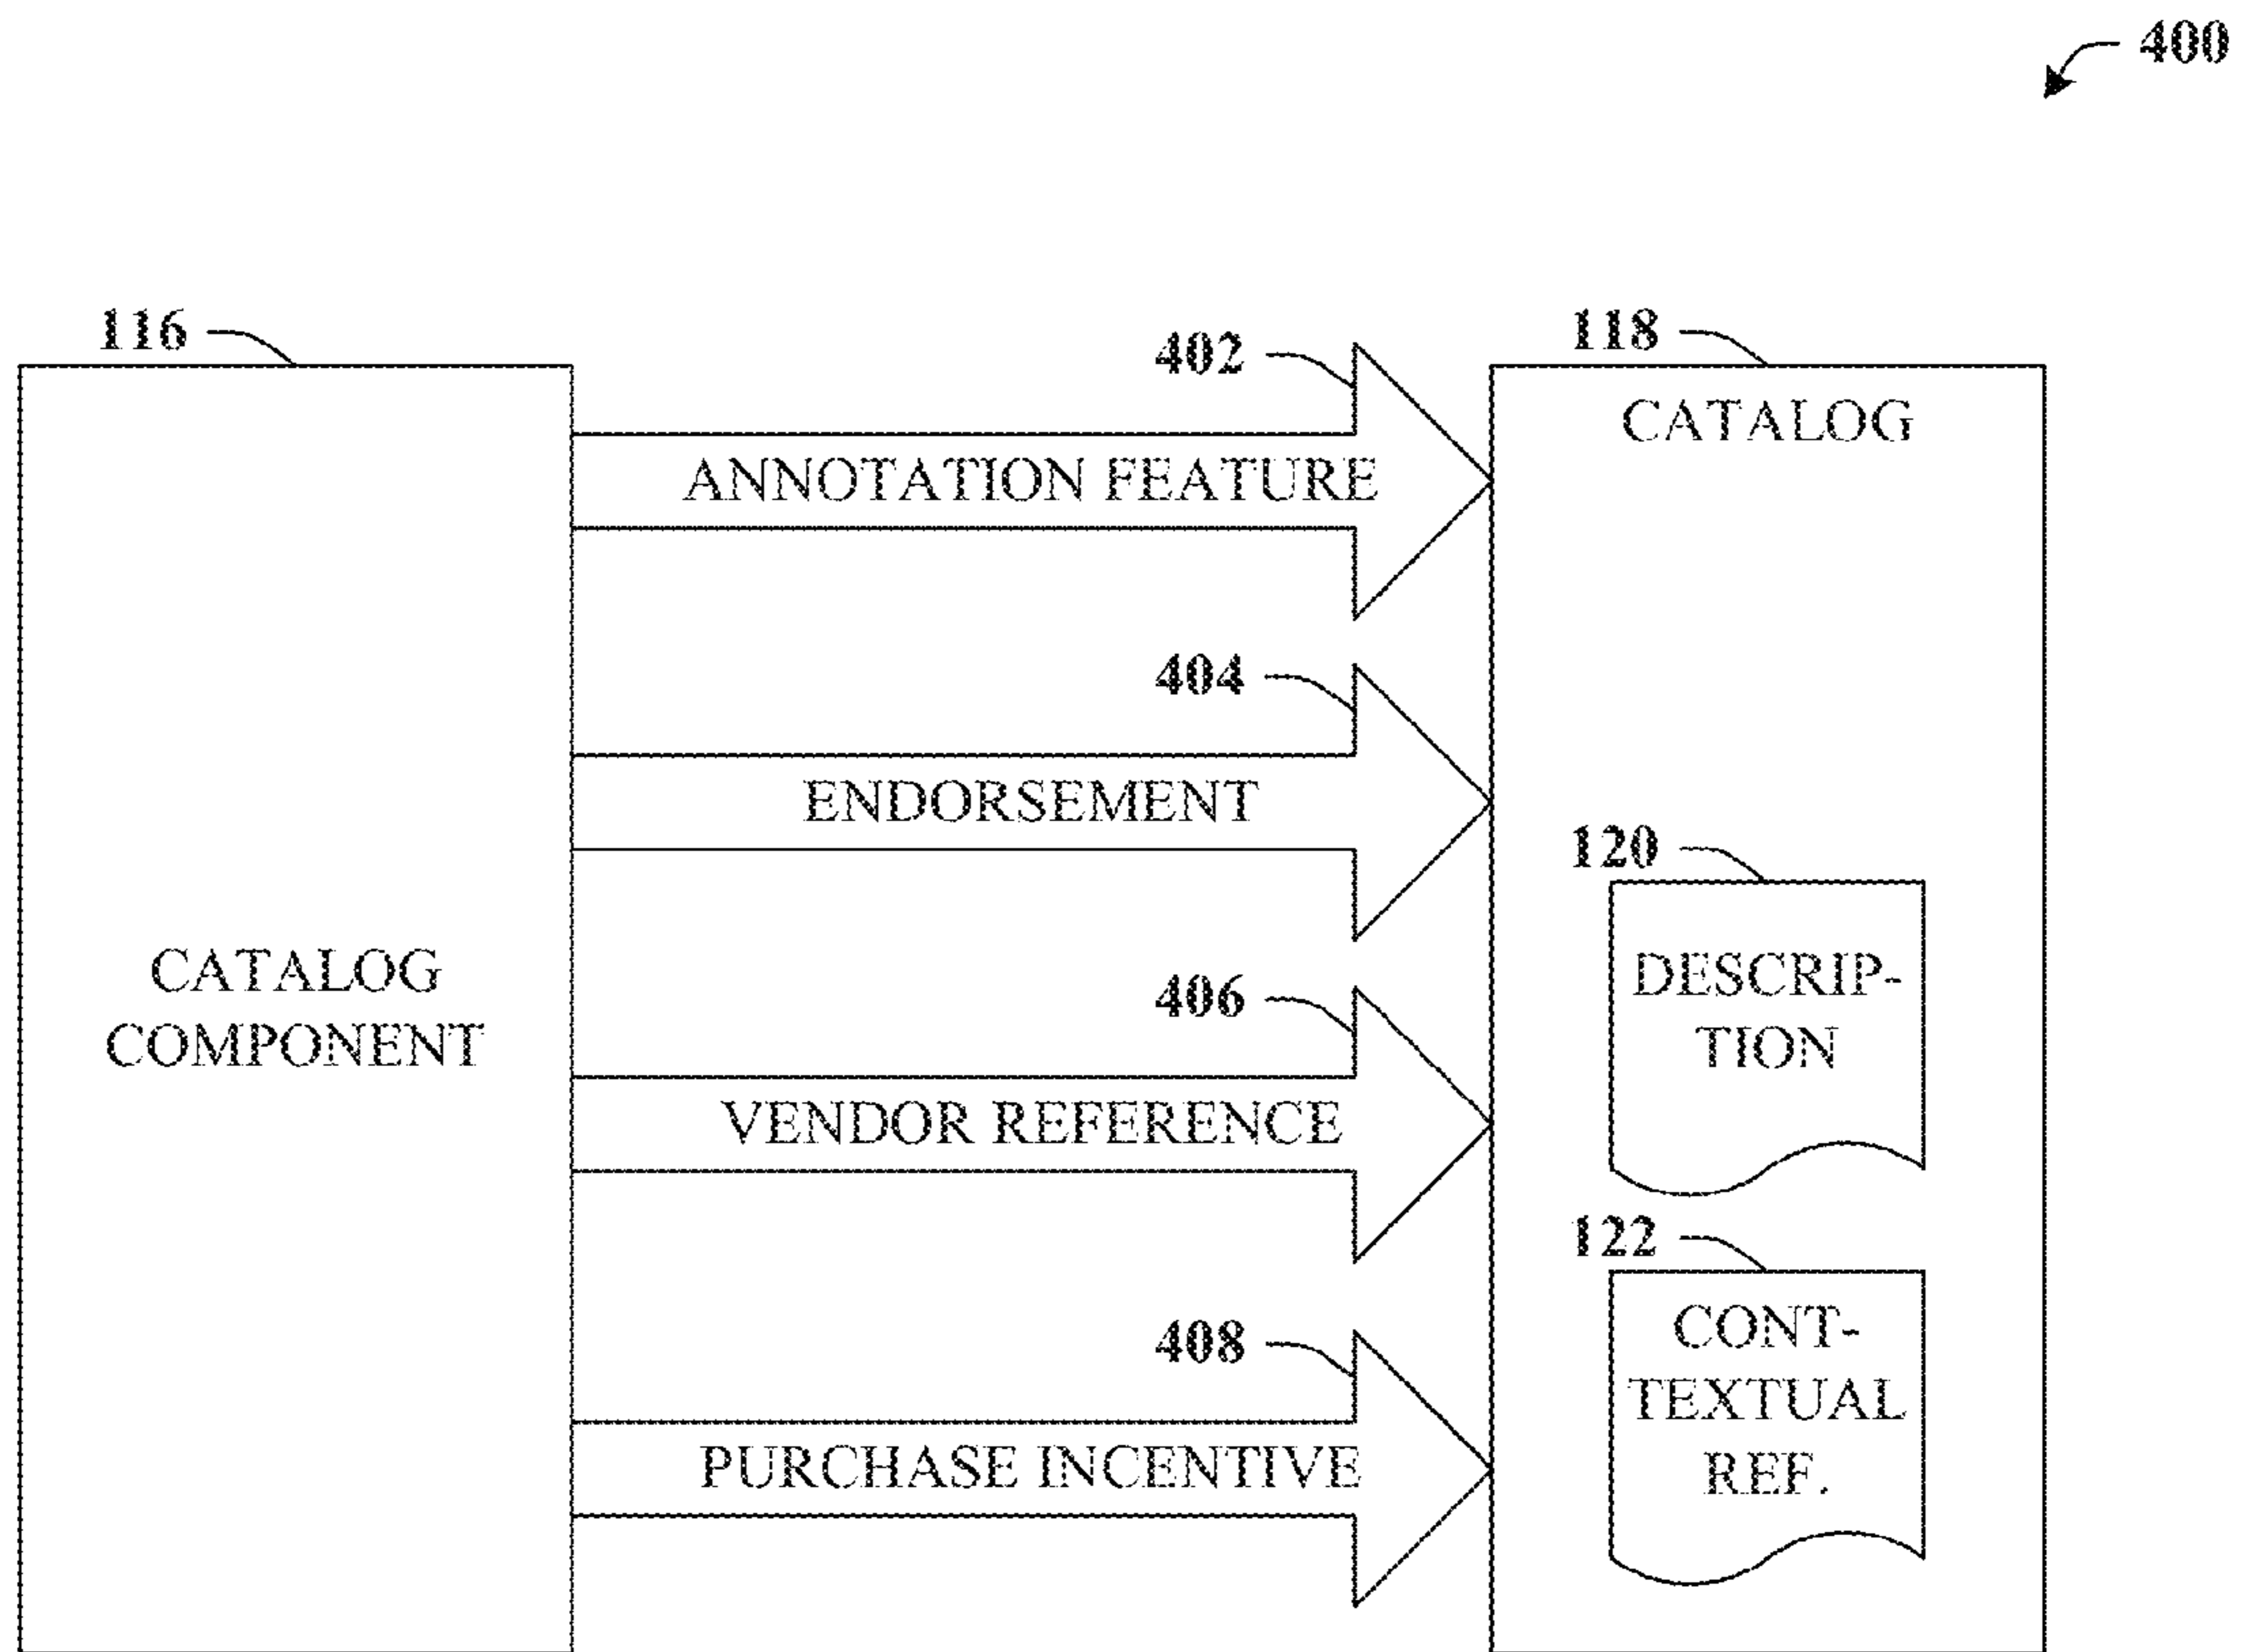 400
116
402
118
CATALOG
ANNOTATION FEATURE
404
ENDORSEMENT
120
CATALOG
COMPONENT
DESCRIP-
TION
406
VENDOR REFERENCE
122
CONT-
TEXTUAL
REF.
408
PURCHASE INCENTIVE